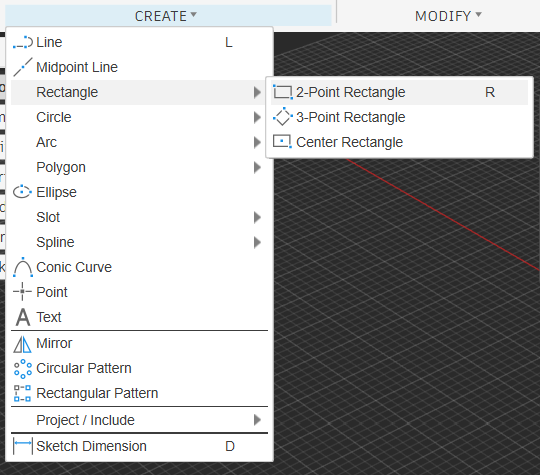 CREATE MODIFY
Line L
Midpoint Line
Rectangle
2-Point Rectangle R
3-Point Rectangle
Center Rectangle
Circle
Arc
Polygon
Ellipse
Slot
Spline
Conic Curve
Point
Text
Mirror
Circular Pattern
Rectangular Pattern
Project / Include
Sketch Dimension D